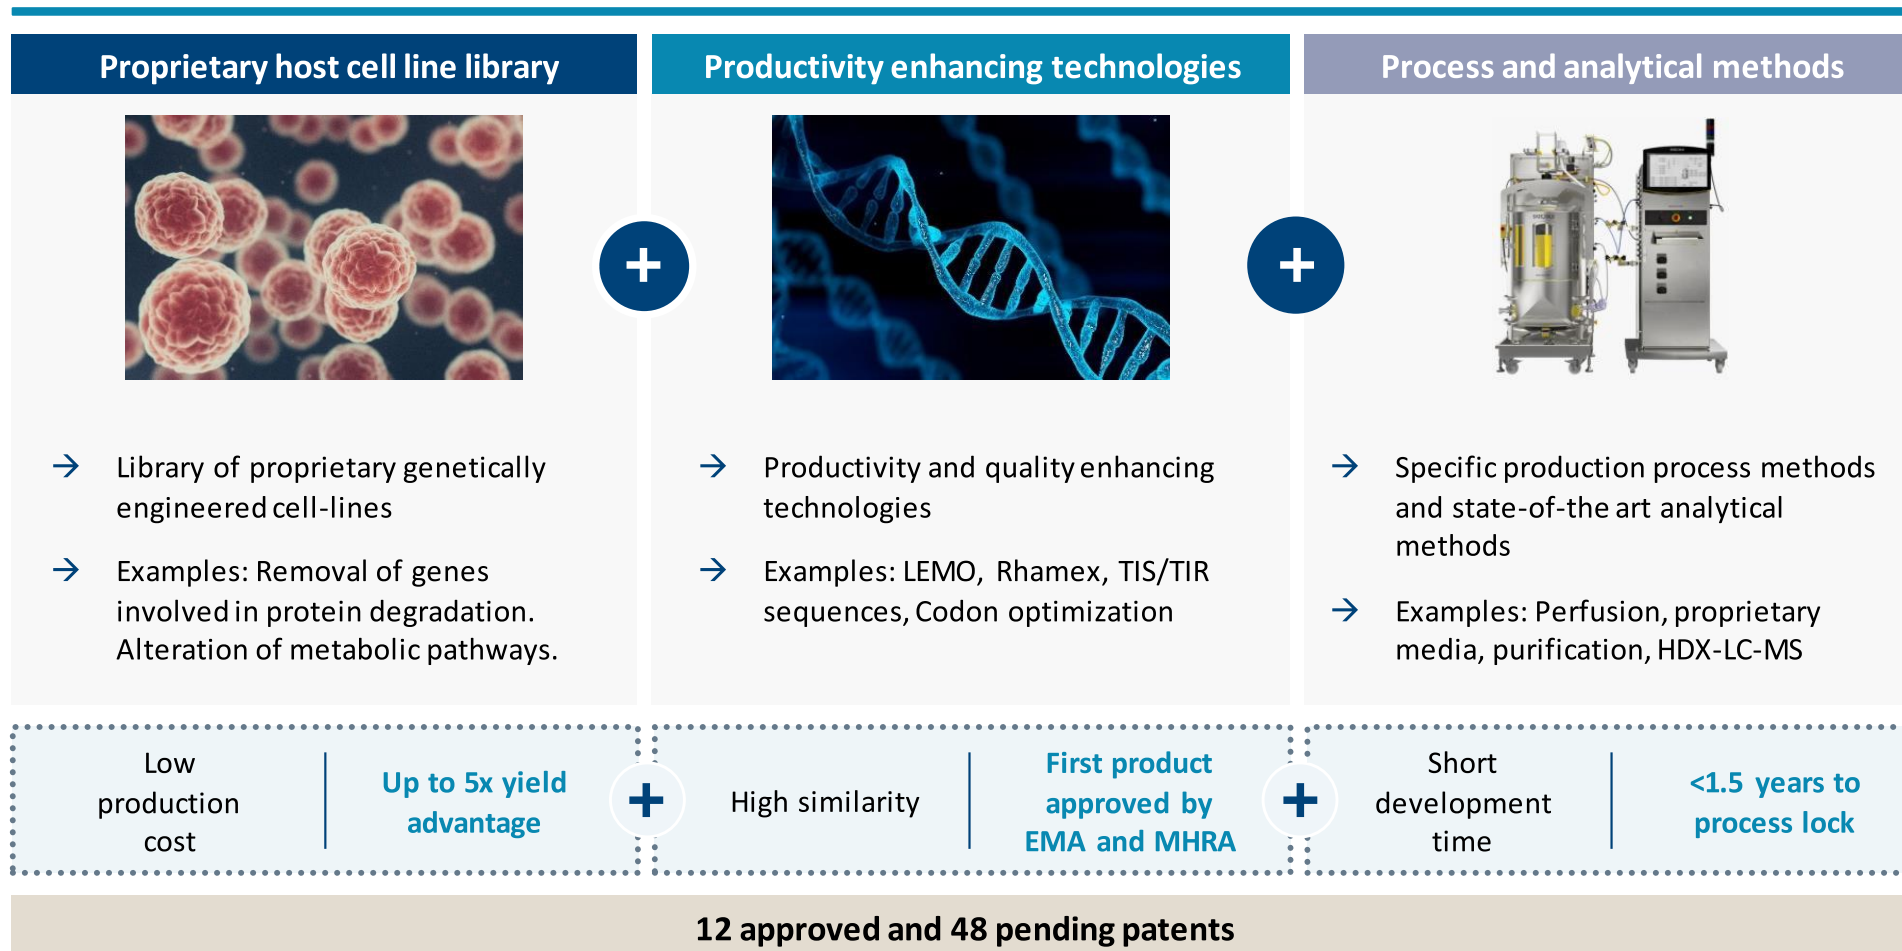 Proprietary host cell line library
Productivity enhancing technologies
Process and analytical methods
+
+
→ Library of proprietary genetically
engineered cell-lines
→ Examples: Removal of genes
involved in protein degradation.
Alteration of metabolic pathways.
→ Productivity and quality enhancing
technologies
→ Examples: LEMO, Rhamex, TIS/TIR
sequences, Codon optimization
→ Specific production process methods
and state-of-the art analytical
methods
→ Examples: Perfusion, proprietary
media, purification, HDX-LC-MS
Low
production
cost
Up to 5x yield
advantage
+
High similarity
First product
approved by
EMA and MHRA
+
Short
development
time
<1.5 years to
process lock
12 approved and 48 pending patents